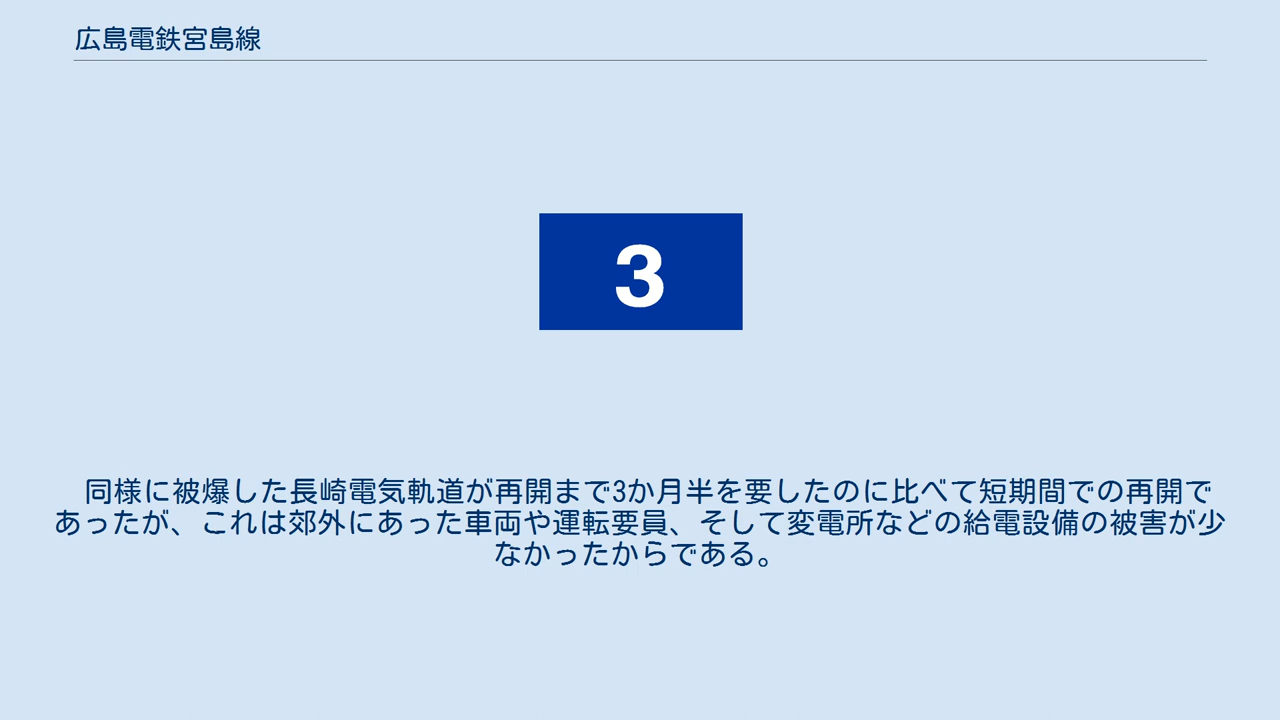 広島電鉄宮島線
3
同様に被爆した長崎電気軌道が再開まで3か月半を要したのに比べて短期間での再開で
あったが、これは郊外にあった車両や運転要員、そして変電所などの給電設備の被害が少
なかったからである。